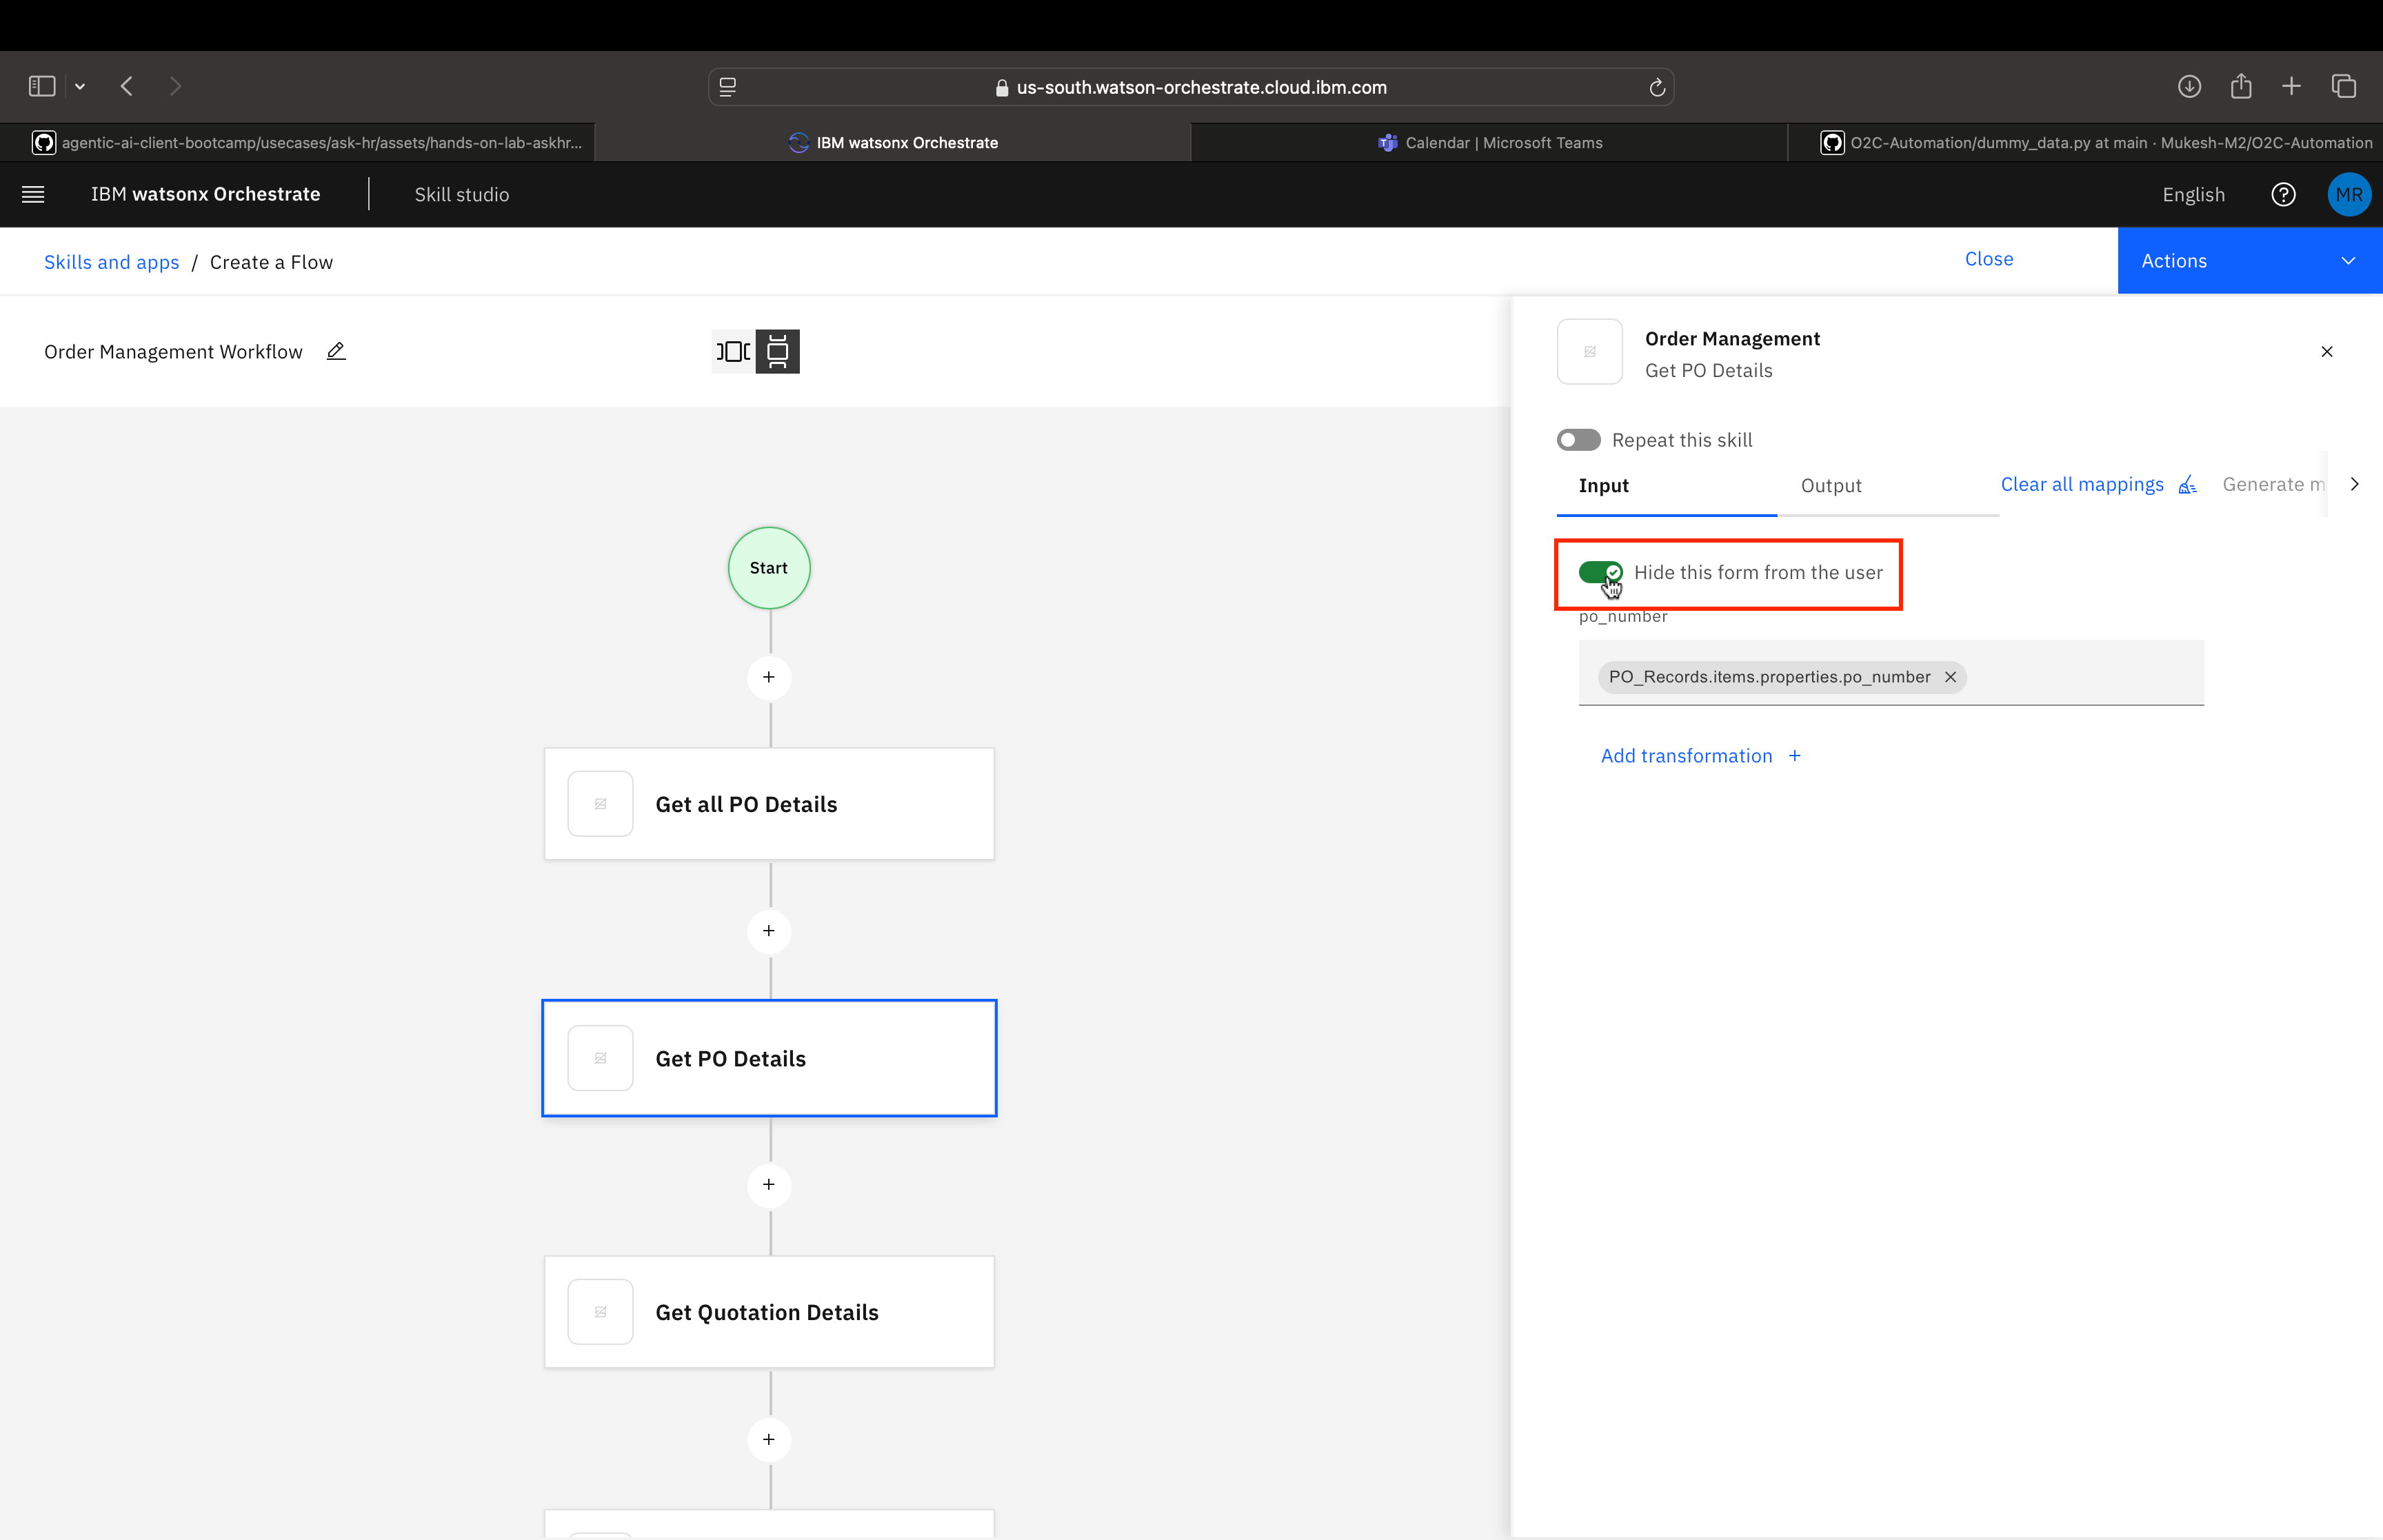 us-south.watson-orchestrate.cloud.ibm.com
agentic-ai-client-bootcamp/usecases/ask-hr/assets/hands-on-lab-askhr...
IBM watsonx Orchestrate
Calendar | Microsoft Teams
O2C-Automation/dummy_data.py at main · Mukesh-M2/O2C-Automation
IBM watsonx Orchestrate
Skill studio
English
MR
Skills and apps / Create a Flow
Close
Actions
Order Management Workflow
Order Management
Get PO Details
Repeat this skill
Input
Output
Clear all mappings
Generate m
Hide this form from the user
po_number
PO_Records.items.properties.po_number
Add transformation +
Start
Get all PO Details
Get PO Details
Get Quotation Details